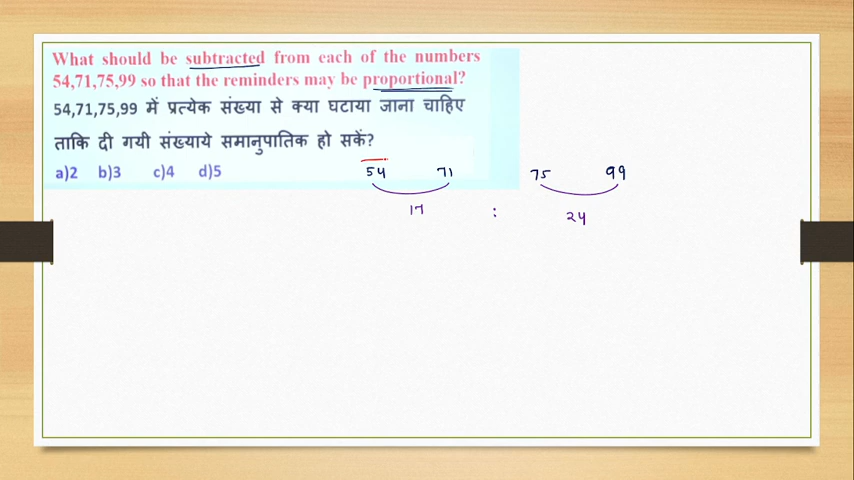 What should be subtracted from each of the numbers
54,71,75,99 so that the reminders may be proportional?
54,71,75,99 में प्रत्येक संख्या से क्या घटाया जाना चाहिए
ताकि दी गयी संख्याये समानुपातिक हो सकें?
a)2 b)3 c)4 d)5
54 71 75 99
17 : 24